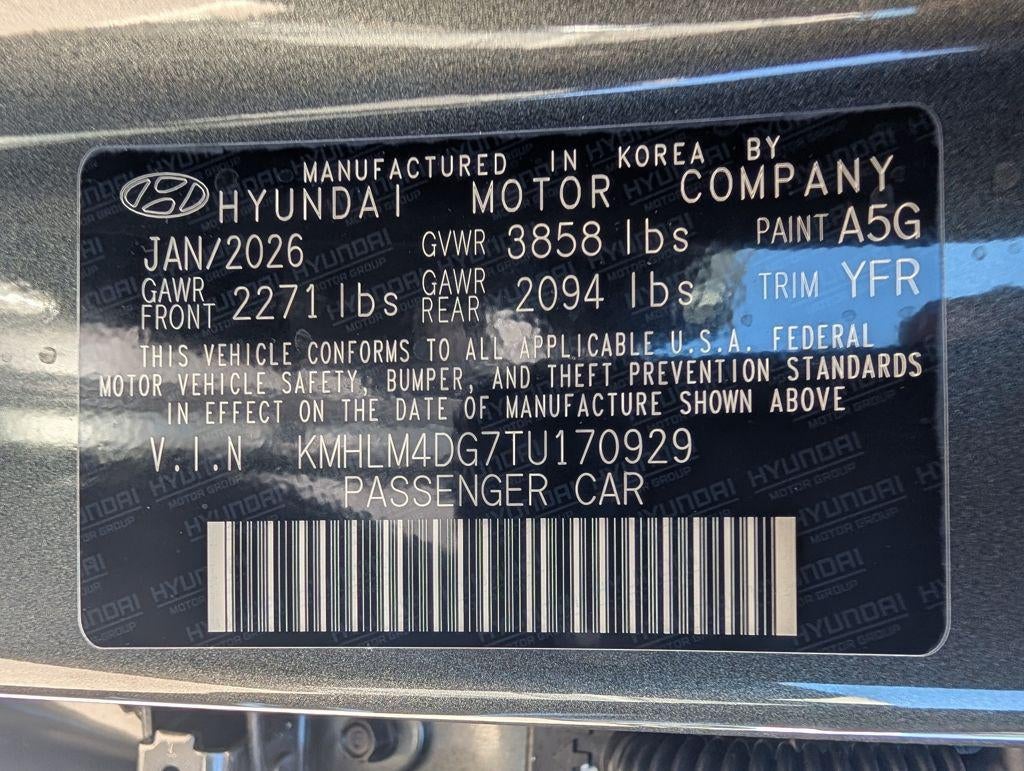 MANUFACTURED IN KOREA BY
HYUNDAI MOTOR COMPANY
JAN/2026 GVWR 3858 lbs PAINT A5G
GAWR FRONT 2271 lbs GAWR REAR 2094 lbs TRIM YFR
THIS VEHICLE CONFORMS TO ALL APPLICABLE U.S.A. FEDERAL
MOTOR VEHICLE SAFETY, BUMPER, AND THEFT PREVENTION STANDARDS
IN EFFECT ON THE DATE OF MANUFACTURE SHOWN ABOVE
V.I.N KMHLM4DG7TU170929
PASSENGER CAR